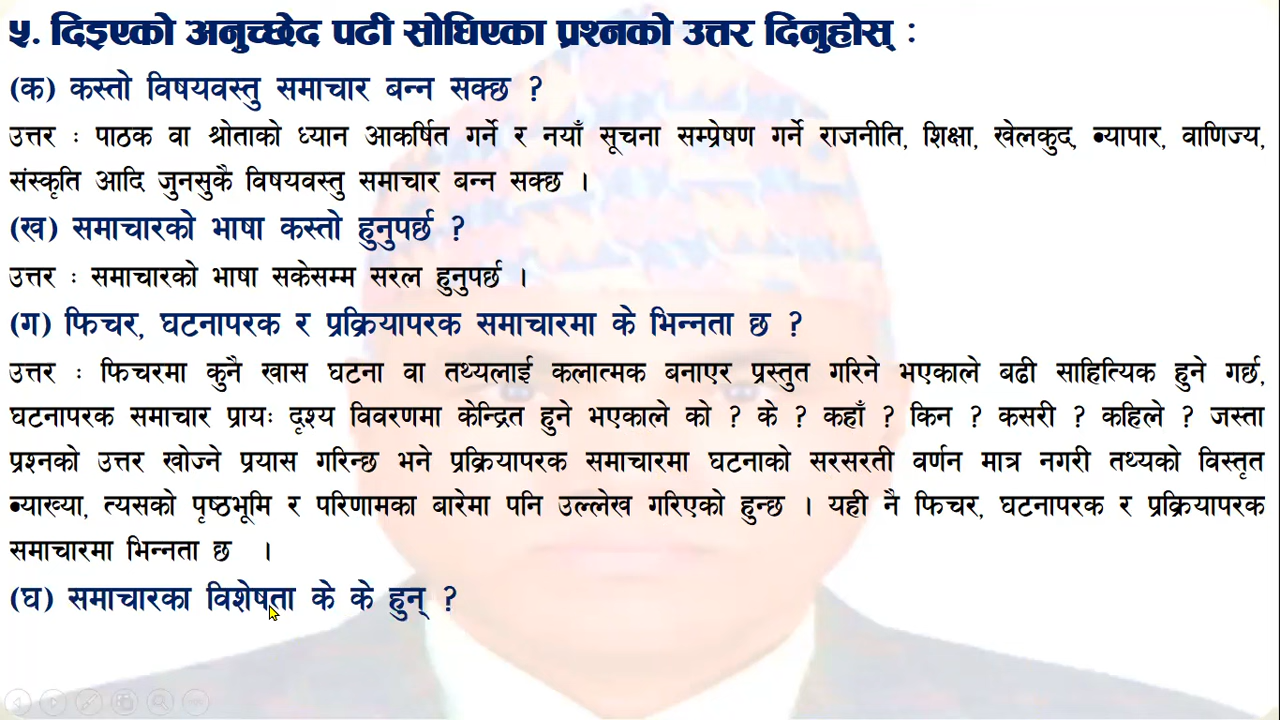 ५. दिइएको अनुच्छेद पढी सोधिएका प्रश्नको उत्तर दिनुहोस् :
(क) कस्तो विषयवस्तु समाचार बन्न सक्छ ?
उत्तर : पाठक वा श्रोताको ध्यान आकर्षित गर्ने र नयाँ सूचना सम्प्रेषण गर्ने राजनीति, शिक्षा, खेलकुद, व्यापार, वाणिज्य,
संस्कृति आदि जुनसुकै विषयवस्तु समाचार बन्न सक्छ ।
(ख) समाचारको भाषा कस्तो हुनुपर्छ ?
उत्तर : समाचारको भाषा सकेसम्म सरल हुनुपर्छ ।
(ग) फिचर, घटनापरक र प्रक्रियापरक समाचारमा के भिन्नता छ ?
उत्तर : फिचरमा कुनै खास घटना वा तथ्यलाई कलात्मक बनाएर प्रस्तुत गरिने भएकाले बढी साहित्यिक हुने गर्छ,
घटनापरक समाचार प्रायः दृश्य विवरणमा केन्द्रित हुने भएकाले को ? के ? कहाँ ? किन ? कसरी ? कहिले ? जस्ता
प्रश्नको उत्तर खोज्ने प्रयास गरिन्छ भने प्रक्रियापरक समाचारमा घटनाको सरसरती वर्णन मात्र नगरी तथ्यको विस्तृत
व्याख्या, त्यसको पृष्ठभूमि र परिणामका बारेमा पनि उल्लेख गरिएको हुन्छ । यही नै फिचर, घटनापरक र प्रक्रियापरक
समाचारमा भिन्नता छ ।
(घ) समाचारका विशेषता के के हुन् ?